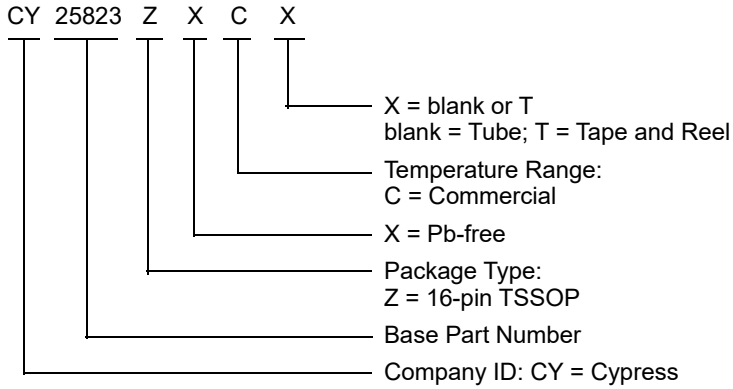 CY 25823 Z X C X
X = blank or T
blank = Tube; T = Tape and Reel
Temperature Range:
C = Commercial
X = Pb-free
Package Type:
Z = 16-pin TSSOP
Base Part Number
Company ID: CY = Cypress